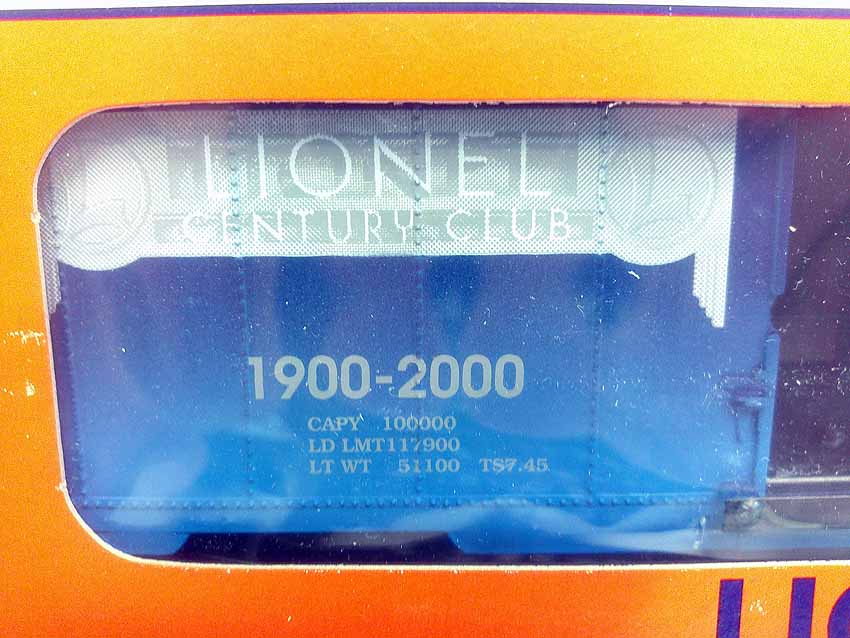 LIONEL
CENTURY CLUB
1900-2000
CAPY 100000
LD LMT117900
LT WT 51100 TS7.45